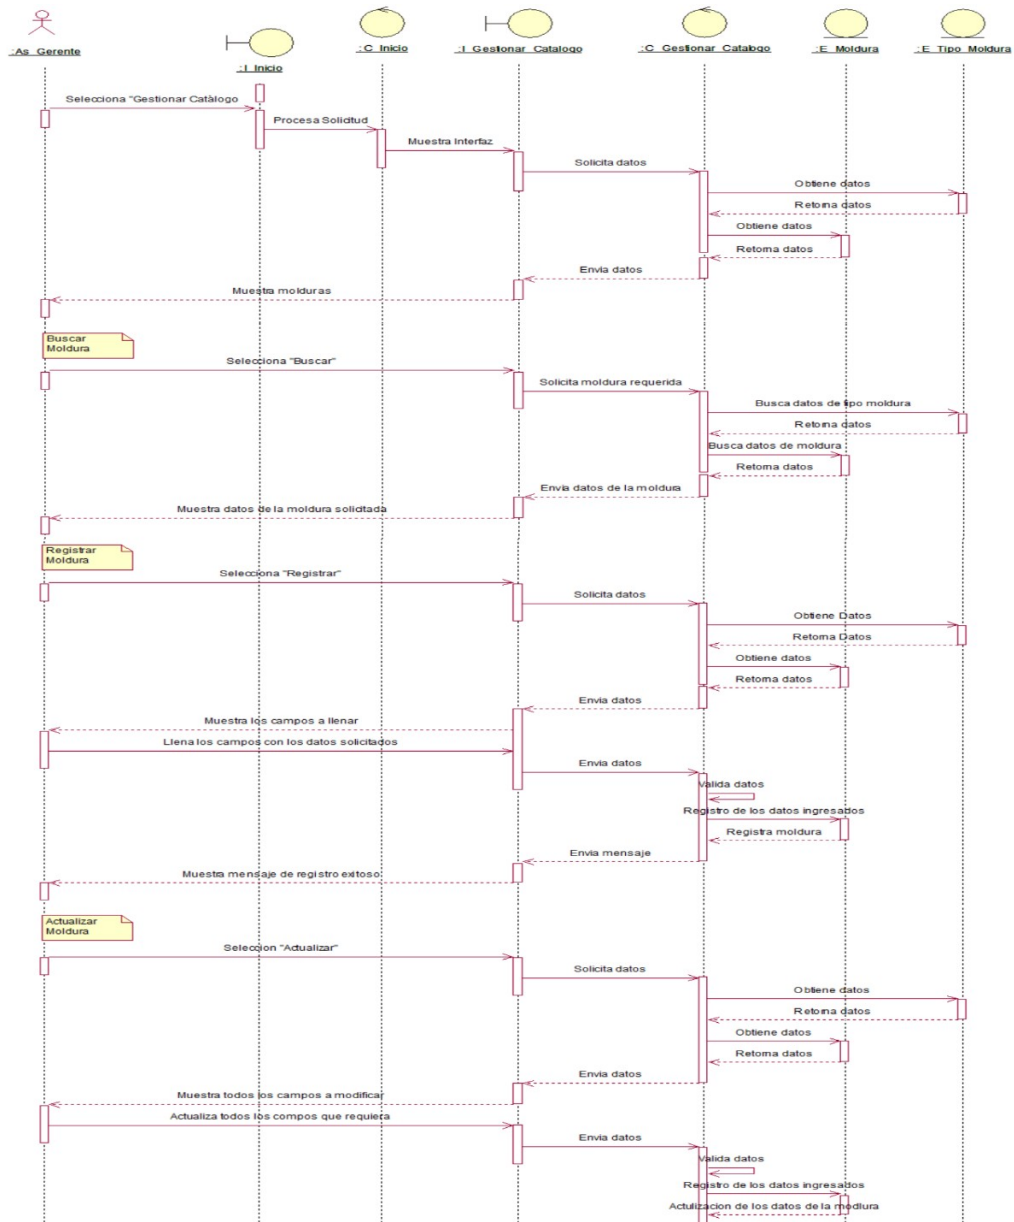 :As_Gerente
:I_Inicio
:C_Inicio
:I_Gestionar_Catalogo
:C_Gestionar_Catalogo
:E_Moldura
:E_Tipo_Moldura
Selecciona "Gestionar Catàlogo
Procesa Solicitud
Muestra Interfaz
Solicita datos
Obtiene datos
Retorna datos
Obtiene datos
Retorna datos
Envia datos
Muestra molduras
Buscar
Moldura
Selecciona "Buscar"
Solicita moldura requerida
Busca datos de tipo moldura
Retorna datos
Busca datos de moldura
Retorna datos
Envia datos de la moldura
Muestra datos de la moldura solicitada
Registrar
Moldura
Selecciona "Registrar"
Solicita datos
Obtiene Datos
Retorna Datos
Obtiene datos
Retorna datos
Envia datos
Muestra los campos a llenar
Llena los campos con los datos solicitados
Envia datos
Valida datos
Registro de los datos ingresados
Registra moldura
Envia mensaje
Muestra mensaje de registro exitoso
Actualizar
Moldura
Seleccion "Actualizar"
Solicita datos
Obtiene datos
Retorna datos
Obtiene datos
Retorna datos
Envia datos
Muestra todos los campos a modificar
Actualiza todos los compos que requiera
Envia datos
Valida datos
Registro de los datos ingresados
Actulizacion de los datos de la modlura